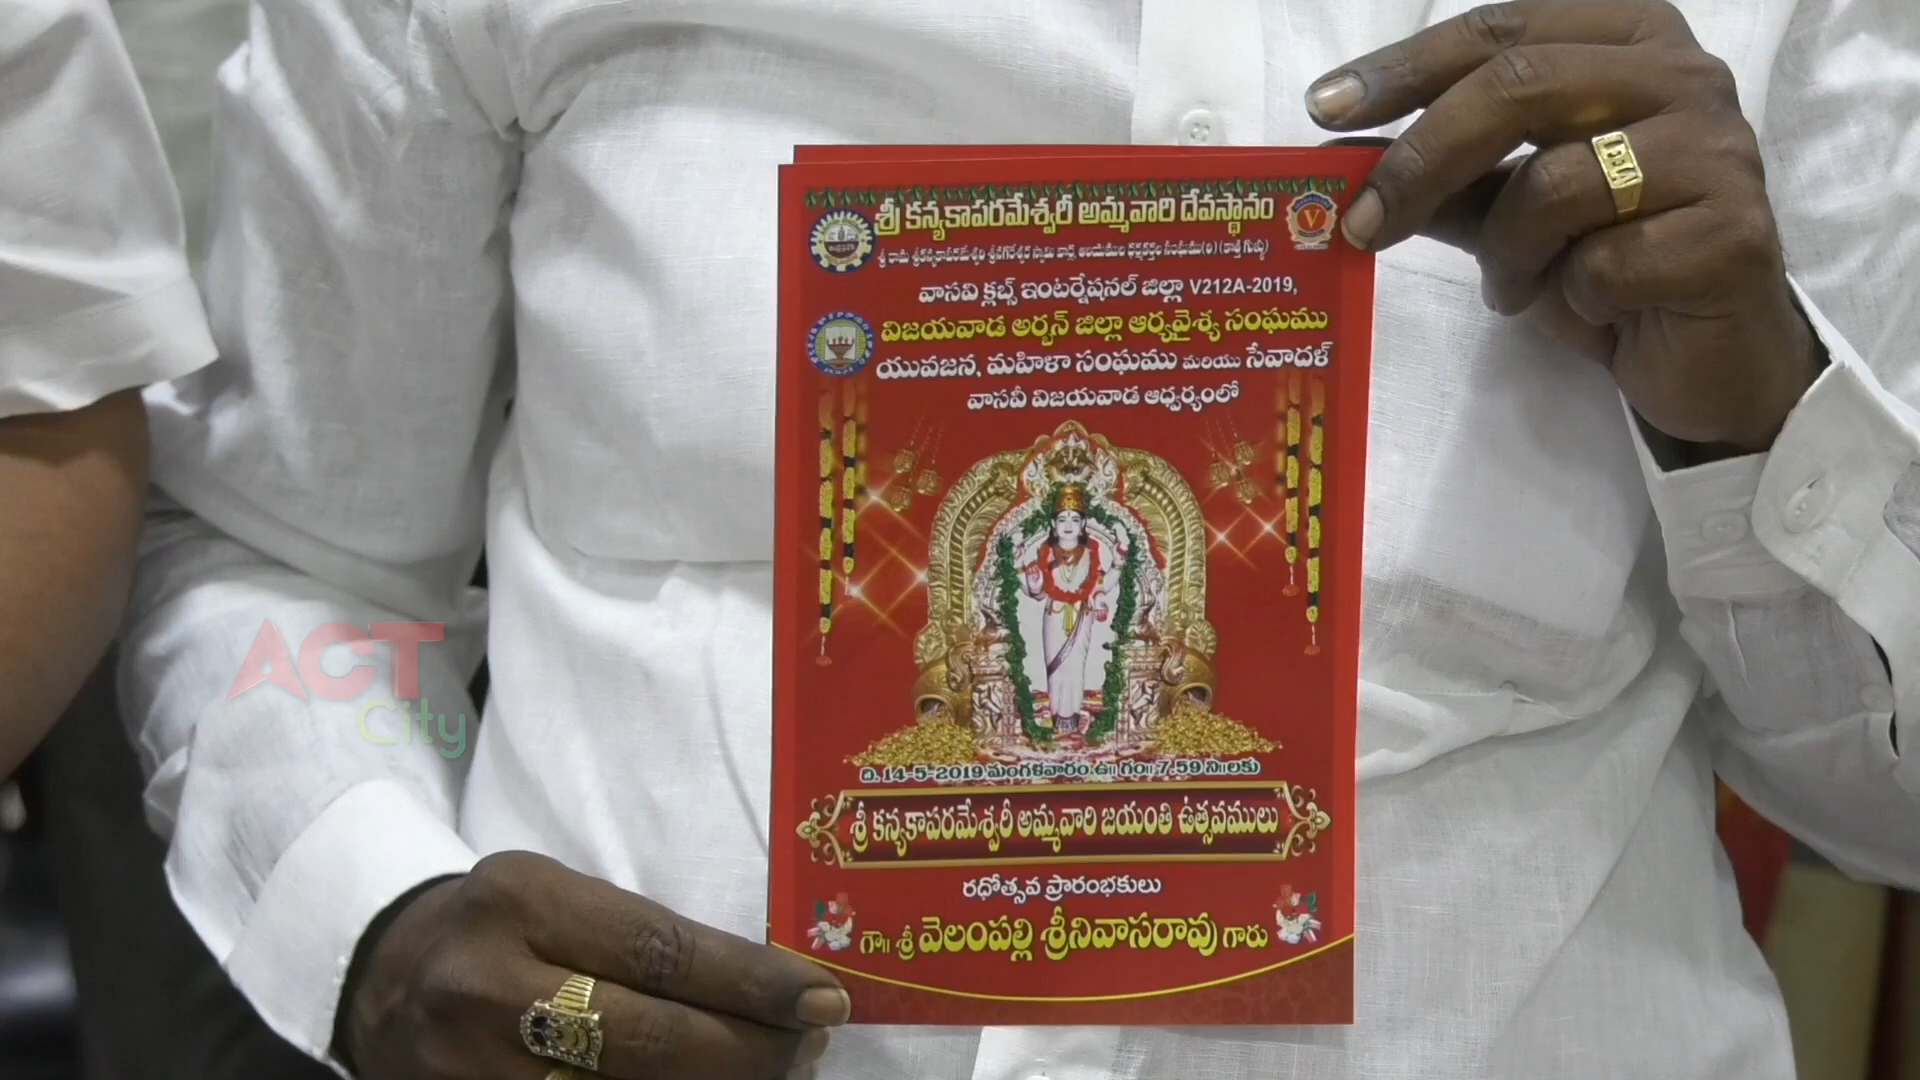 శ్రీ కన్యకాపరమేశ్వరీ అమ్మవారి దేవస్థానం
వాసవి క్లబ్స్ ఇంటర్నేషనల్ జిల్లా V212A-2019,
విజయవాడ అర్బన్ జిల్లా ఆర్యవైశ్య సంఘము
యువజన, మహిళా సంఘము మరియు సేవాదళ్
వాసవీ విజయవాడ ఆధ్వర్యంలో
ది. 14-5-2019 మంగళవారం ఉ॥ గం॥ 7.59 ని॥లకు
శ్రీ కన్యకాపరమేశ్వరీ అమ్మవారి జయంతి ఉత్సవములు
రధోత్సవ ప్రారంభకులు
గౌ॥ శ్రీ వెలంపల్లి శ్రీనివాసరావు గారు
V
ACT
City